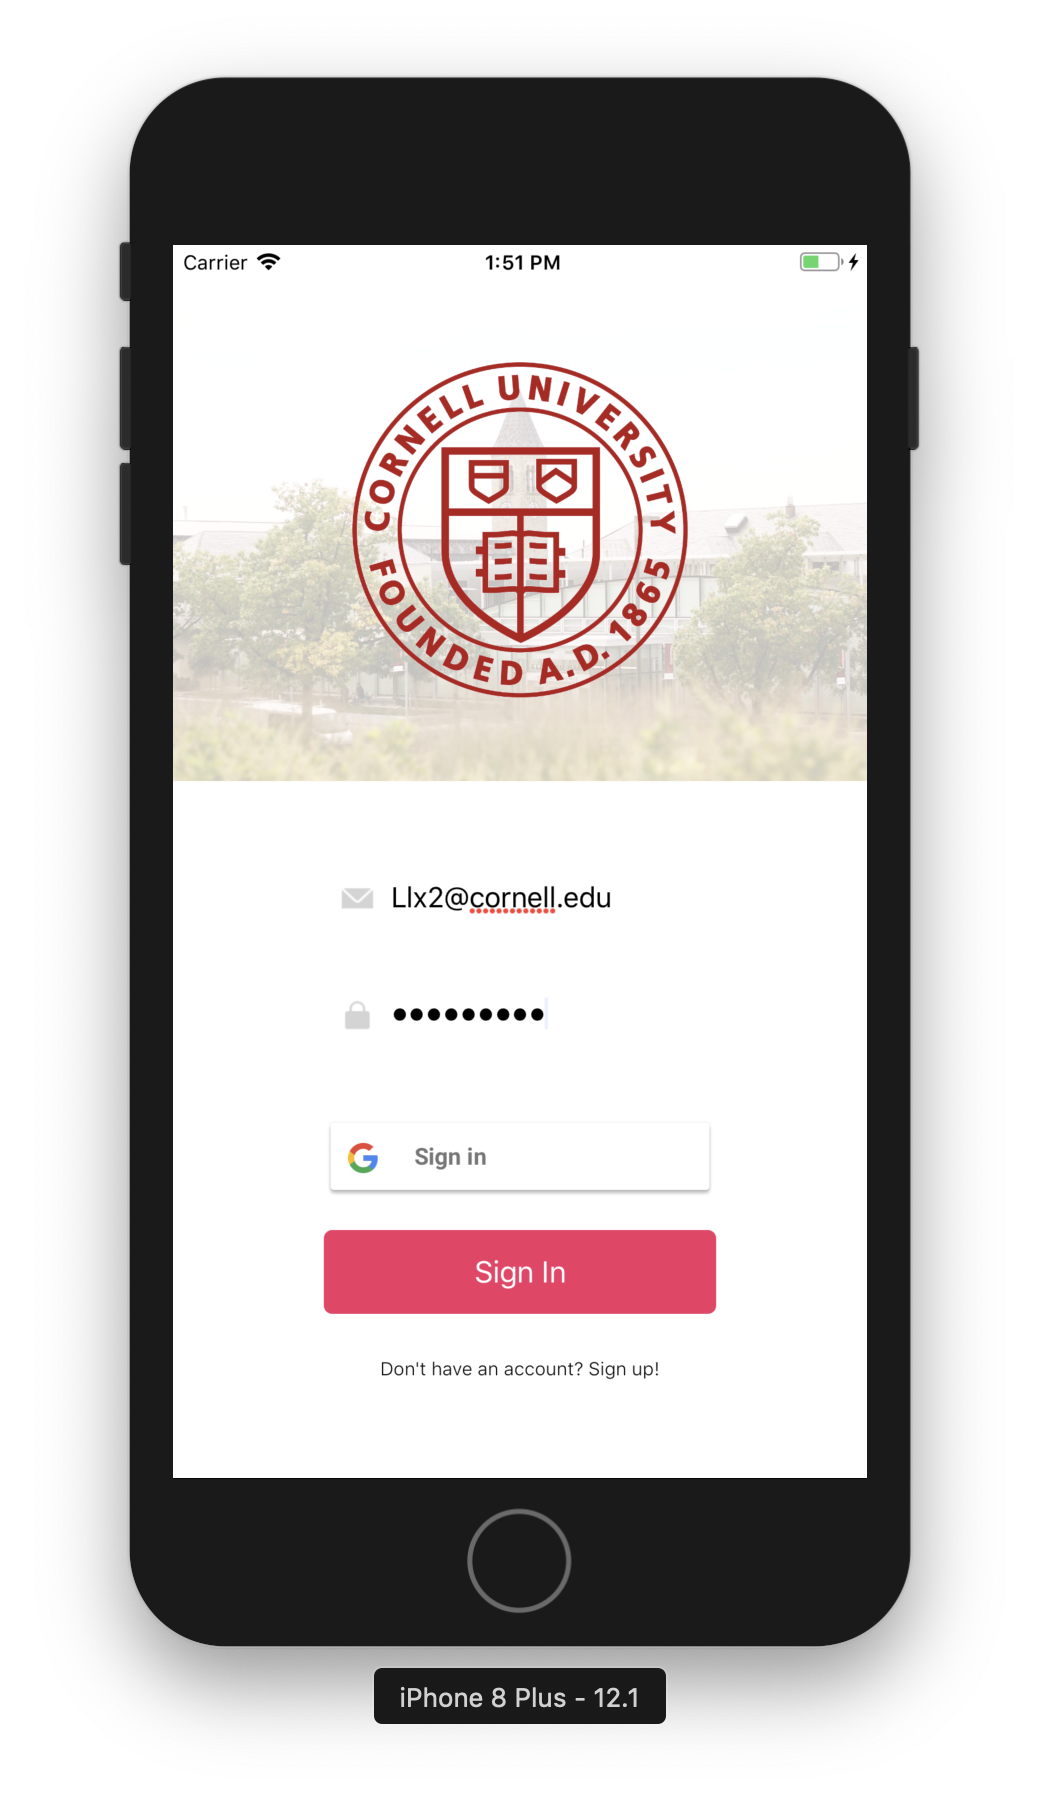 Carrier 1:51 PM
CORNELL UNIVERSITY
FOUNDED A.D. 1865
Llx2@cornell.edu
•••••••••
Sign in
Sign In
Don't have an account? Sign up!
iPhone 8 Plus - 12.1